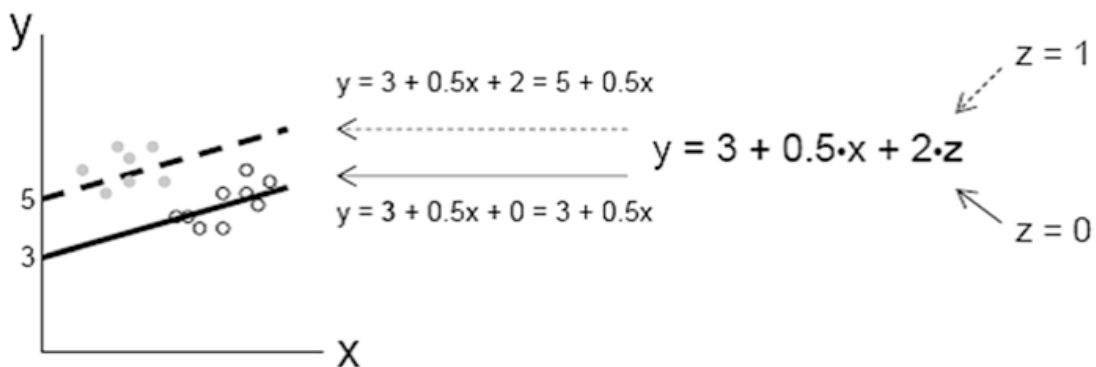 y
z = 1
y = 3 + 0.5x + 2 = 5 + 0.5x
y = 3 + 0.5•x + 2•z
5
y = 3 + 0.5x + 0 = 3 + 0.5x
z = 0
3
x